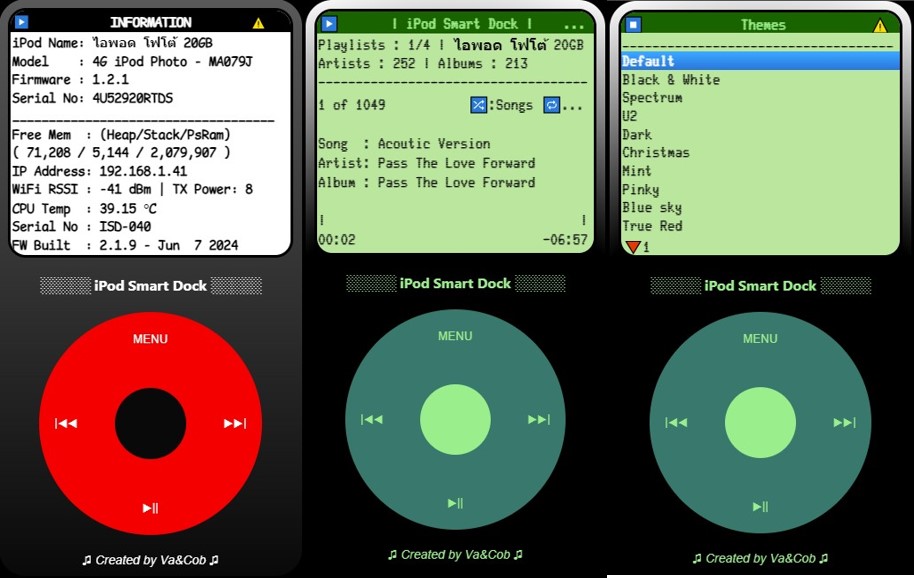 INFORMATION
iPod Name: ไอพอด โฟโต้ 20GB
Model : 4G iPod Photo - MA079J
Firmware : 1.2.1
Serial No: 4U52920RTDS
Free Mem : (Heap/Stack/PsRam)
( 71,208 / 5,144 / 2,079,907 )
IP Address: 192.168.1.41
WiFi RSSI : -41 dBm | TX Power: 8
CPU Temp : 39.15 °C
Serial No : ISD-040
FW Built : 2.1.9 - Jun 7 2024
iPod Smart Dock
MENU
♫ Created by Va&Cob ♫
| iPod Smart Dock | ...
Playlists : 1/4 | ไอพอด โฟโต้ 20GB
Artists : 252 | Albums : 213
1 of 1049 :Songs ...
Song : Acoutic Version
Artist: Pass The Love Forward
Album : Pass The Love Forward
00:02 -06:57
iPod Smart Dock
MENU
♫ Created by Va&Cob ♫
Themes
Default
Black & White
Spectrum
U2
Dark
Christmas
Mint
Pinky
Blue sky
True Red
1
iPod Smart Dock
MENU
♫ Created by Va&Cob ♫